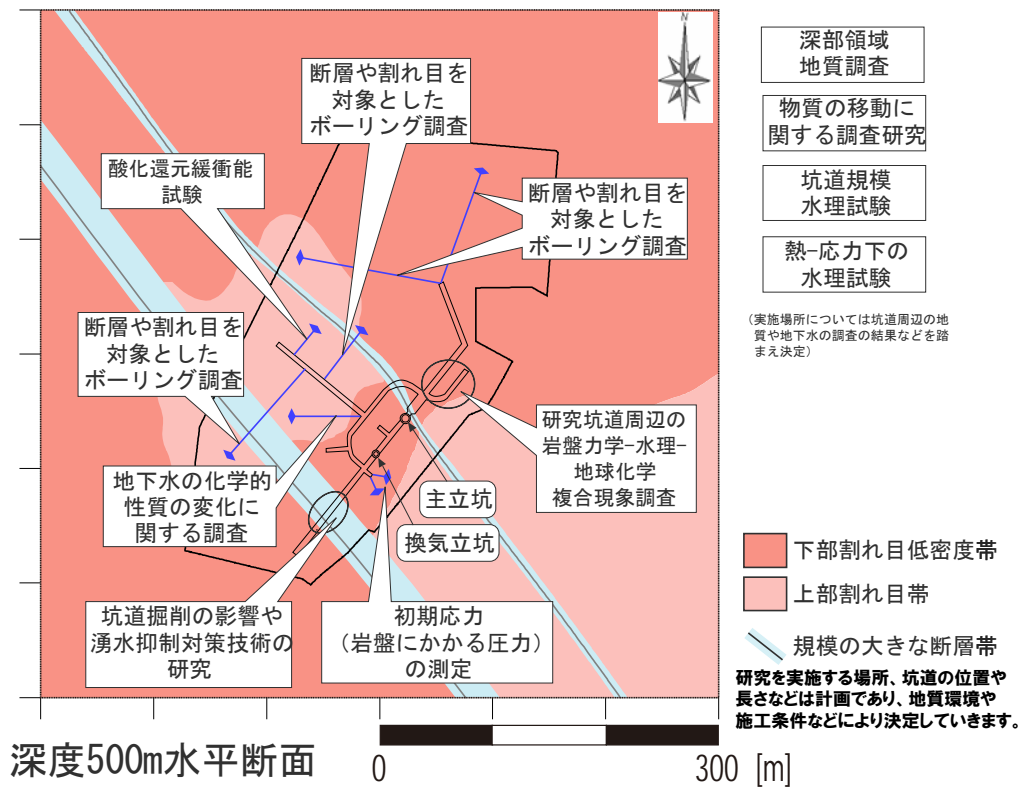 N
断層や割れ目を
対象とした
ボーリング調査
酸化還元緩衝能
試験
断層や割れ目を
対象とした
ボーリング調査
断層や割れ目を
対象とした
ボーリング調査
地下水の化学的
性質の変化に
関する調査
研究坑道周辺の
岩盤力学−水理−
地球化学
複合現象調査
主立坑
換気立坑
坑道掘削の影響や
湧水抑制対策技術の
研究
初期応力
（岩盤にかかる圧力）
の測定
深部領域
地質調査
物質の移動に
関する調査研究
坑道規模
水理試験
熱−応力下の
水理試験
（実施場所については坑道周辺の地
質や地下水の調査の結果などを踏
まえ決定）
下部割れ目低密度帯
上部割れ目帯
規模の大きな断層帯
研究を実施する場所、坑道の位置や
長さなどは計画であり、地質環境や
施工条件などにより決定していきます。
深度500m水平断面
0 300 [m]